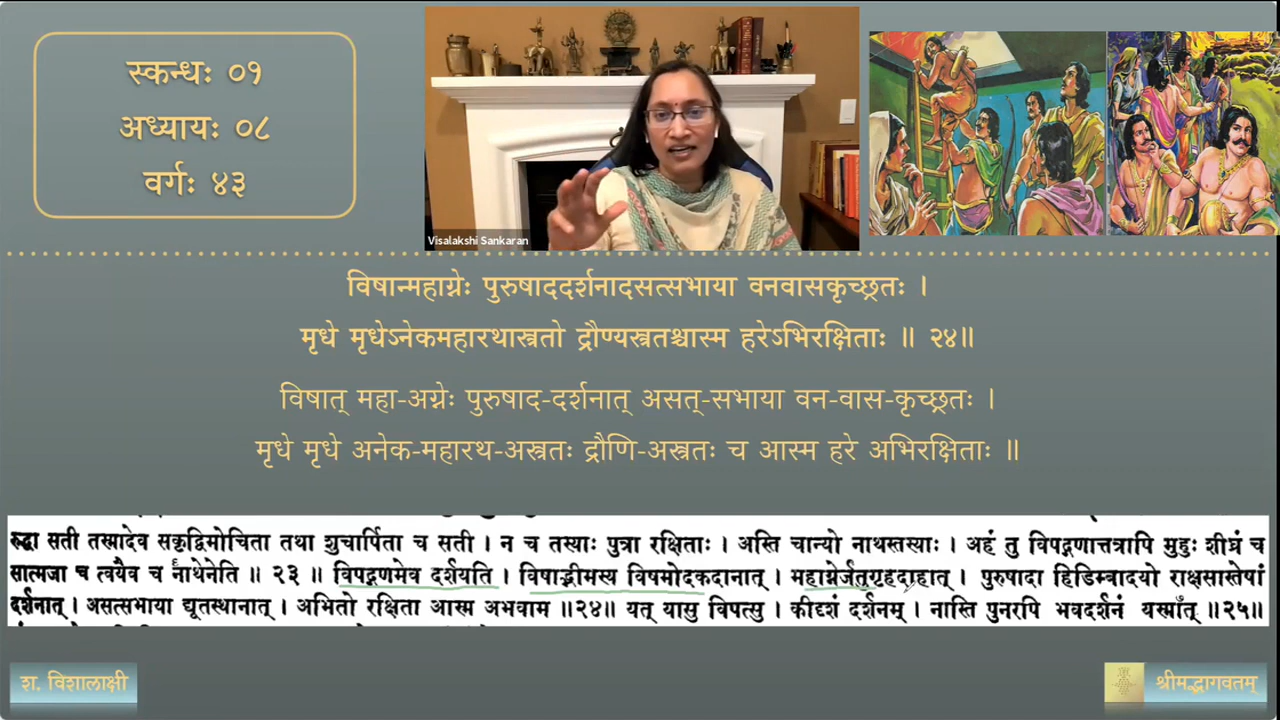 स्कन्धः ०१
अध्यायः ०८
वर्गः ४३
Visalakshi Sankaran
विषान्महाग्नेः पुरुषाददर्शनादसत्सभाया वनवासकृच्छ्रतः ।
मृधे मृधेऽनेकमहारथास्त्रतो द्रौण्यस्त्रतश्चास्म हरेऽभिरक्षिताः ॥ २४॥
विषात् महा-अग्नेः पुरुषाद-दर्शनात् असत्-सभाया वन-वास-कृच्छ्रतः ।
मृधे मृधे अनेक-महारथ-अस्त्रतः द्रौणि-अस्त्रतः च आस्म हरे अभिरक्षिताः ॥
रुद्धा सती तस्मादेव सकृद्विमोचिता तथा शुचार्पिता च सती । न च तस्याः पुत्रा रक्षिताः । अस्ति चान्यो नाथस्तस्याः । अहं तु विपद्गणात्तत्रापि मुहुः शीघ्रं च
सात्मजा च त्वयैव च नाथेनेति ॥ २३ ॥ विपद्गणमेव दर्शयति । विषाद्भीमस्य विषमोदकदानात् । महाग्नेर्जतुगृहदाहात् । पुरुषादा हिडिम्बादयो राक्षसास्तेषां
दर्शनात् । असत्सभाया द्यूतस्थानात् । अभितो रक्षिता आस्म अभवाम ॥२४॥ यत् यासु विपत्सु । कीदृशं दर्शनम् । नास्ति पुनरपि भवदर्शनं यस्मात् ॥२५॥
श. विशालाक्षी
श्रीमद्भागवतम्